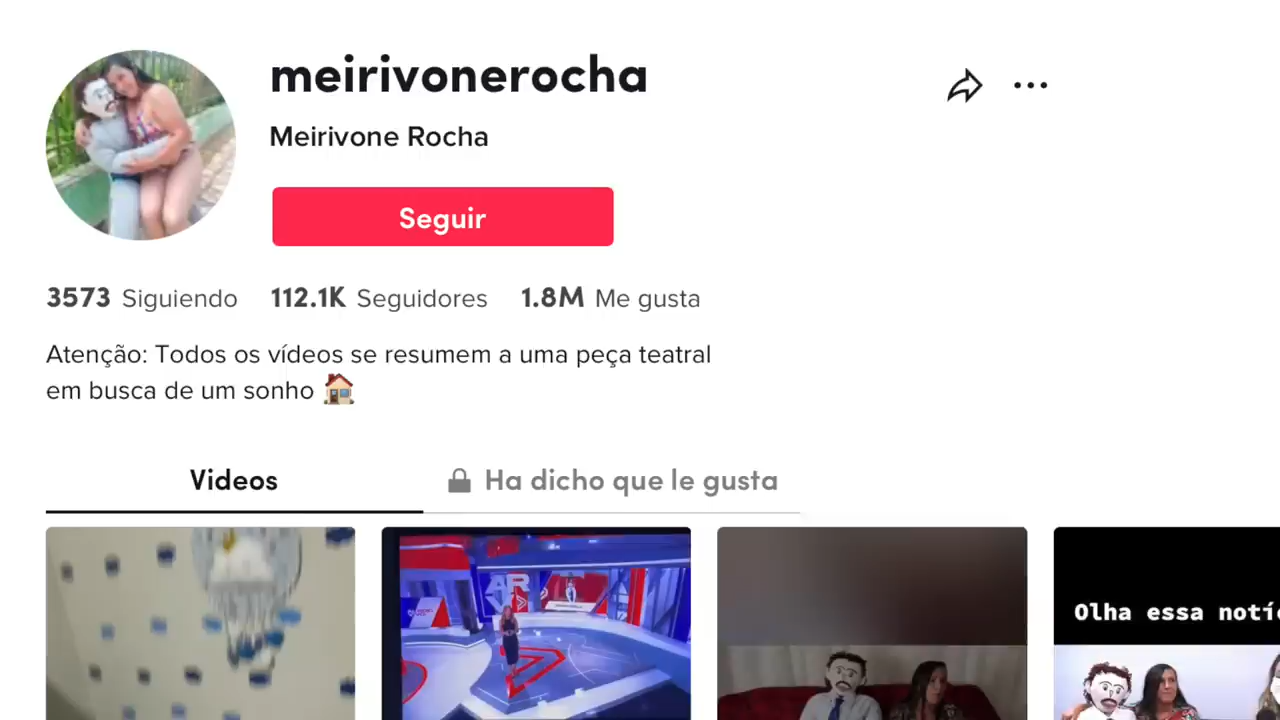 meirivonerocha
Meirivone Rocha
Seguir
3573 Siguiendo 112.1K Seguidores 1.8M Me gusta
Atenção: Todos os vídeos se resumem a uma peça teatral
em busca de um sonho 🏠
Videos Ha dicho que le gusta
Olha essa